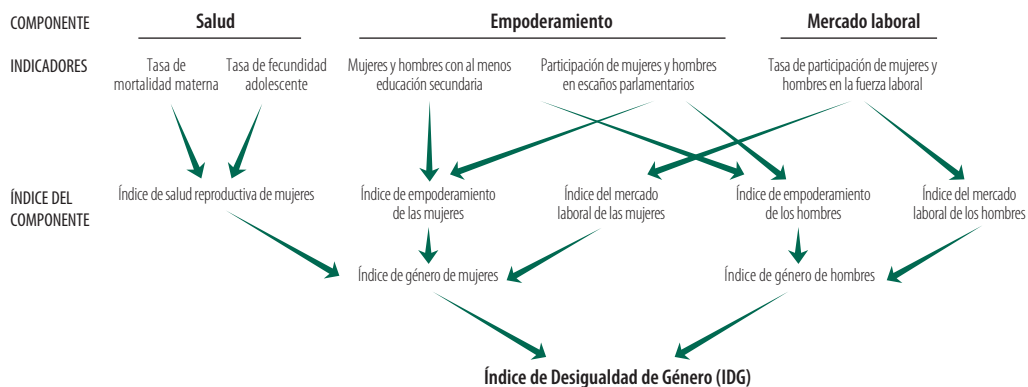 COMPONENTE
Salud
Empoderamiento
Mercado laboral
INDICADORES
Tasa de
mortalidad materna
Tasa de fecundidad
adolescente
Mujeres y hombres con al menos
educación secundaria
Participación de mujeres y hombres
en escaños parlamentarios
Tasa de participación de mujeres y
hombres en la fuerza laboral
ÍNDICE DEL
COMPONENTE
Índice de salud reproductiva de mujeres
Índice de empoderamiento
de las mujeres
Índice del mercado
laboral de las mujeres
Índice de empoderamiento
de los hombres
Índice del mercado
laboral de los hombres
Índice de género de mujeres
Índice de género de hombres
Índice de Desigualdad de Género (IDG)